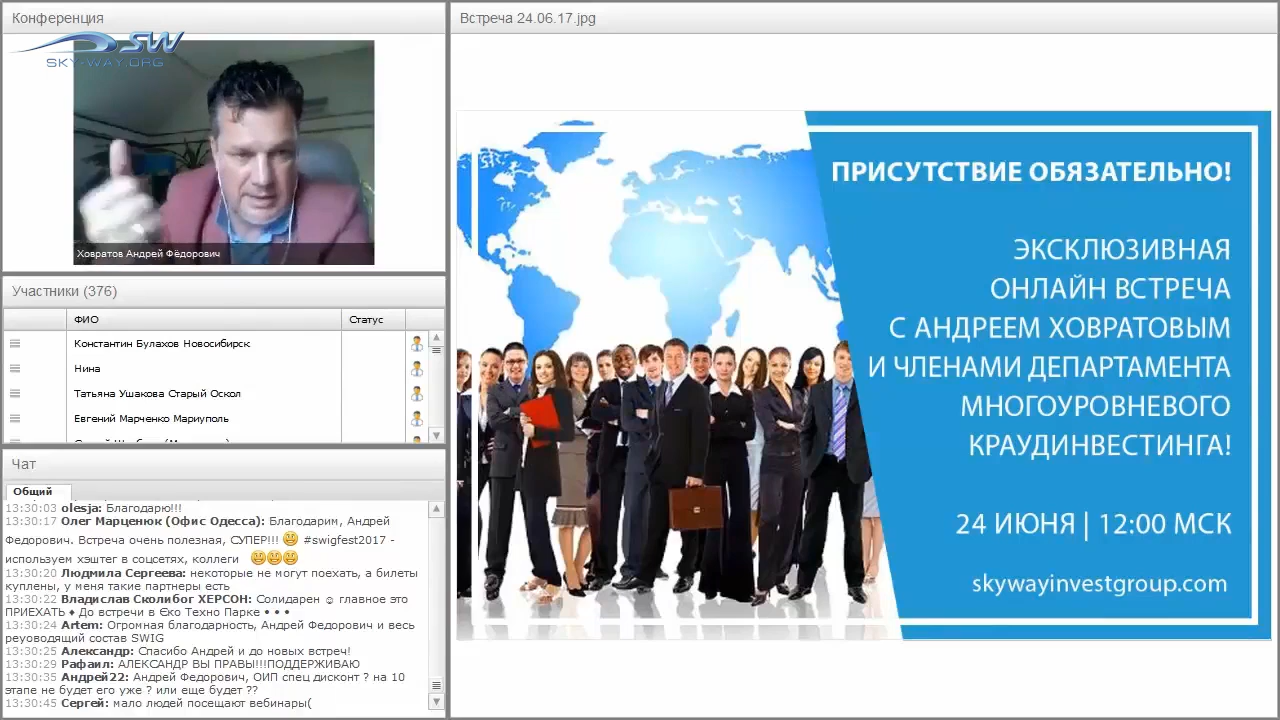 Конференция
SW
SKY-WAY.ORG
Ховратов Андрей Фёдорович
Участники (376)
ФИО Статус
Константин Булахов Новосибирск
Нина
Татьяна Ушакова Старый Оскол
Евгений Марченко Мариуполь
Чат
Общий
13:30:03 olesja: Благодарю!!!
13:30:17 Олег Марценюк (Офис Одесса): Благодарим, Андрей
Федорович. Встреча очень полезная, СУПЕР!!! 😀 #swigfest2017 -
используем хэштег в соцсетях, коллеги 😀😀😀
13:30:20 Людмила Сергеева: некоторые не могут поехать, а билеты
куплены, у меня такие партнеры есть
13:30:22 Владислав Сколибог ХЕРСОН: Солидарен ☺ главное это
ПРИЕХАТЬ ♦ До встречи в Єко Техно Парке • • •
13:30:24 Artem: Огромная благодарность, Андрей Федорович и весь
реуоводящий состав SWIG
13:30:25 Александр: Спасибо Андрей и до новых встреч!
13:30:29 Рафаил: АЛЕКСАНДР ВЫ ПРАВЫ!!!ПОДДЕРЖИВАЮ
13:30:35 Андрей22: Андрей Федорович, ОИП спец дисконт ? на 10
этапе не будет его уже ? или еще будет ??
13:30:45 Сергей: мало людей посещают вебинары(
Встреча 24.06.17.jpg
ПРИСУТСТВИЕ ОБЯЗАТЕЛЬНО!
ЭКСКЛЮЗИВНАЯ
ОНЛАЙН ВСТРЕЧА
С АНДРЕЕМ ХОВРАТОВЫМ
И ЧЛЕНАМИ ДЕПАРТАМЕНТА
МНОГОУРОВНЕВОГО
КРАУДИНВЕСТИНГА!
24 ИЮНЯ | 12:00 МСК
skywayinvestgroup.com